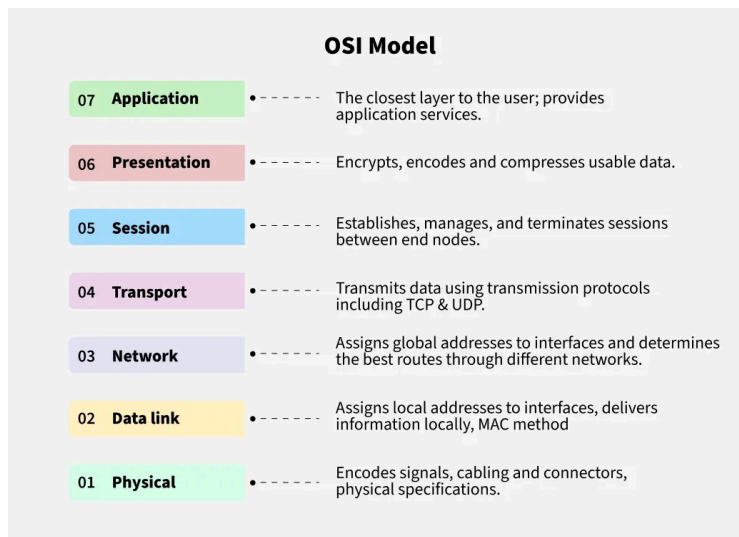 OSI Model
07 Application
The closest layer to the user; provides
application services.
06 Presentation
Encrypts, encodes and compresses usable data.
05 Session
Establishes, manages, and terminates sessions
between end nodes.
04 Transport
Transmits data using transmission protocols
including TCP & UDP.
03 Network
Assigns global addresses to interfaces and determines
the best routes through different networks.
02 Data link
Assigns local addresses to interfaces, delivers
information locally, MAC method
01 Physical
Encodes signals, cabling and connectors,
physical specifications.